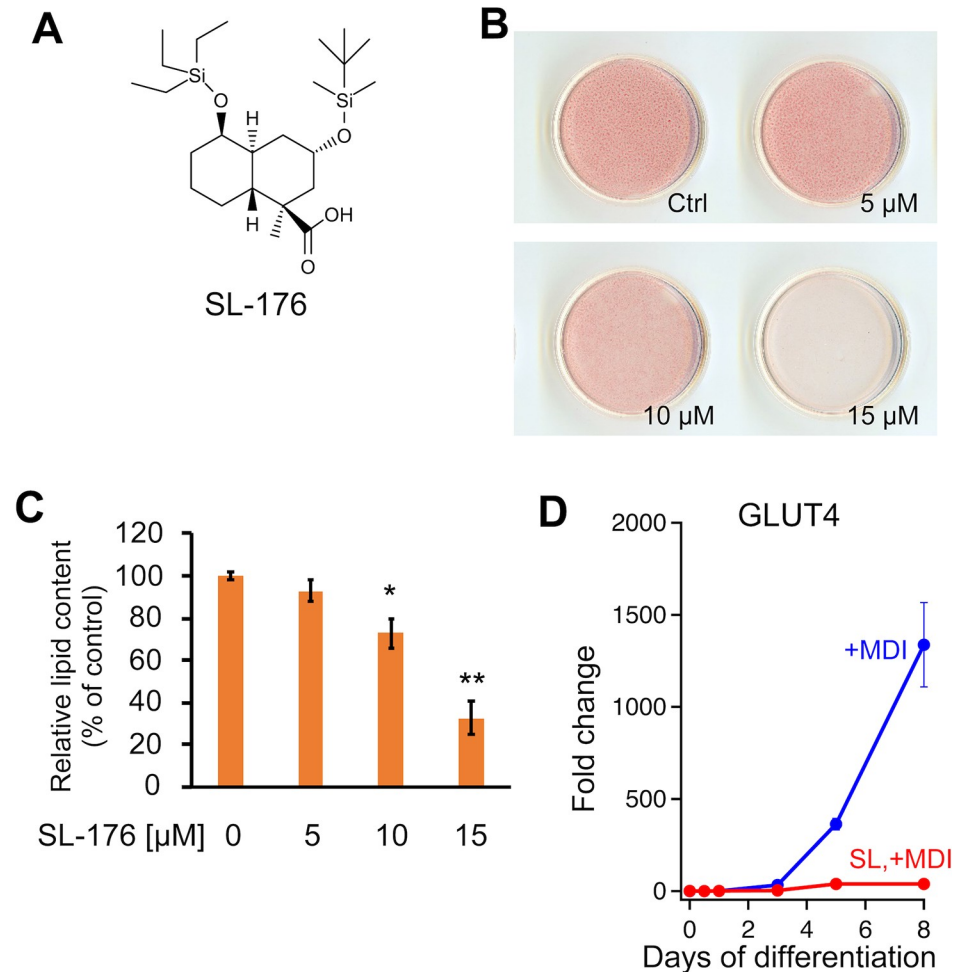 A
Si
O
H
Si
O
H
OH
O
SL-176
B
Ctrl
5 µM
10 µM
15 µM
C
Relative lipid content
(% of control)
120
100
80
60
40
20
0
*
**
SL-176 [µM] 0 5 10 15
D
GLUT4
Fold change
2000
1500
1000
500
0
+MDI
SL,+MDI
0 2 4 6 8
Days of differentiation